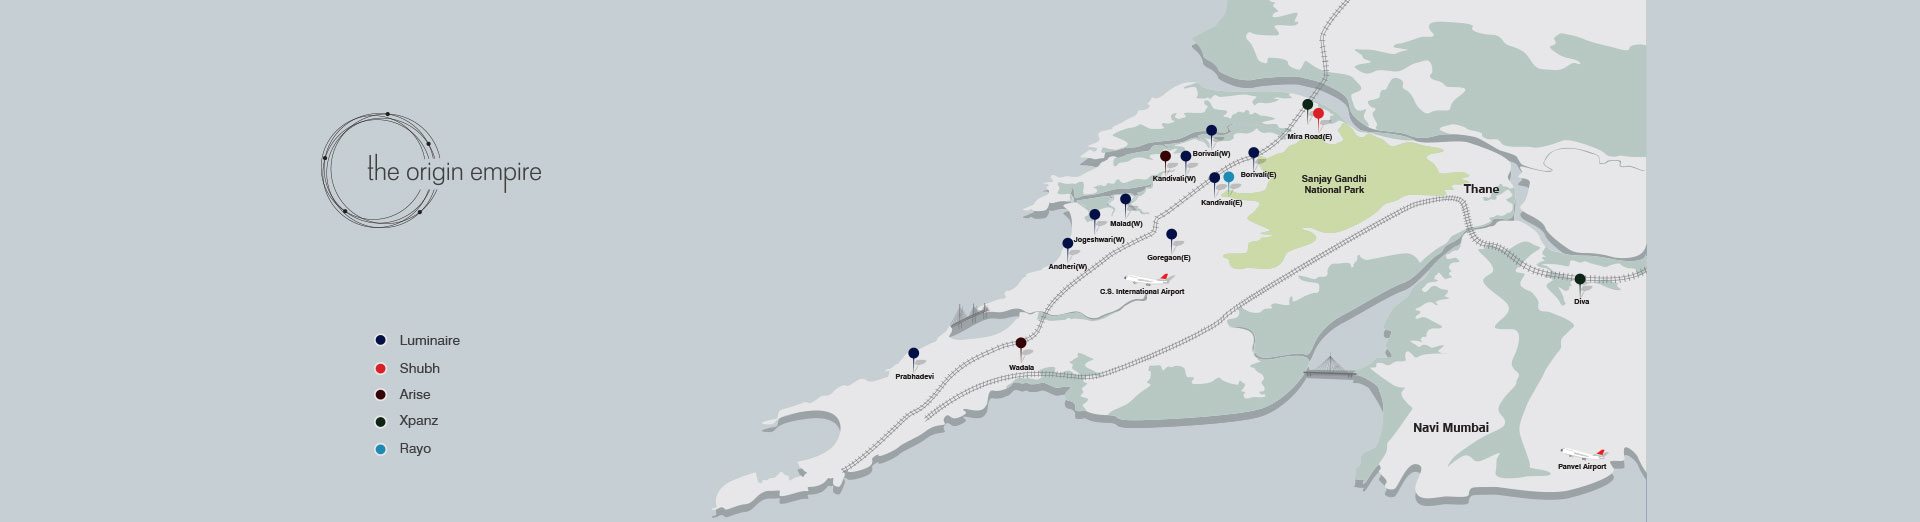 the origin empire
Luminaire
Shubh
Arise
Xpanz
Rayo
Mira Road(E)
Borivali(W)
Kandivali(W)
Borivali(E)
Kandivali(E)
Sanjay Gandhi
National Park
Thane
Malad(W)
Jogeshwari(W)
Goregaon(E)
Andheri(W)
C.S. International Airport
Diva
Wadala
Prabhadevi
Navi Mumbai
Panvel Airport